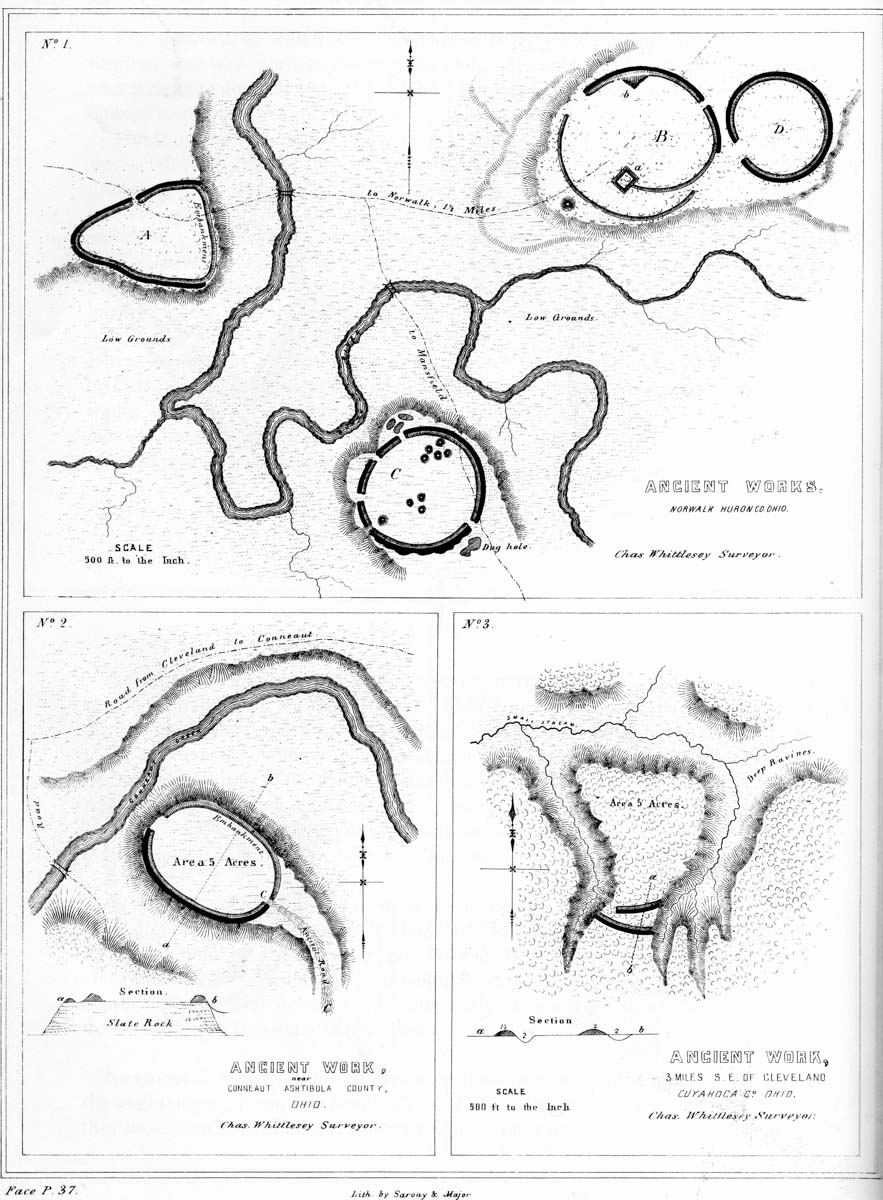 Nº 1.
A
Embankment
to Norwalk, 1½ Miles
b
B
D.
a
Low Grounds
Low Grounds.
to Mansfield
C
Dug hole.
SCALE
500 ft. to the Inch.
ANCIENT WORKS,
NORWALK HURON CO. OHIO.
Chas Whittlesey Surveyor.
Nº 2.
Road from Cleveland to Conneaut
Road
Conneaut Creek
b
Embankment
Area 5 Acres.
C
a
Ancient Road
C
Section.
a b
Slate Rock
ANCIENT WORK,
near
CONNEAUT ASHTIBULA COUNTY,
OHIO.
Chas. Whittlesey Surveyor.
Nº 3.
SMALL STREAM.
Deep Ravines.
Area 5 Acres.
a
b
Section
a 2 2 2 b
SCALE
500 ft to the Inch
ANCIENT WORK,
3 MILES S. E. OF CLEVELAND
CUYAHOCA Cº OHIO.
Chas. Whittlesey Surveyor.
Face P. 37.
Lith. by Sarony & Major